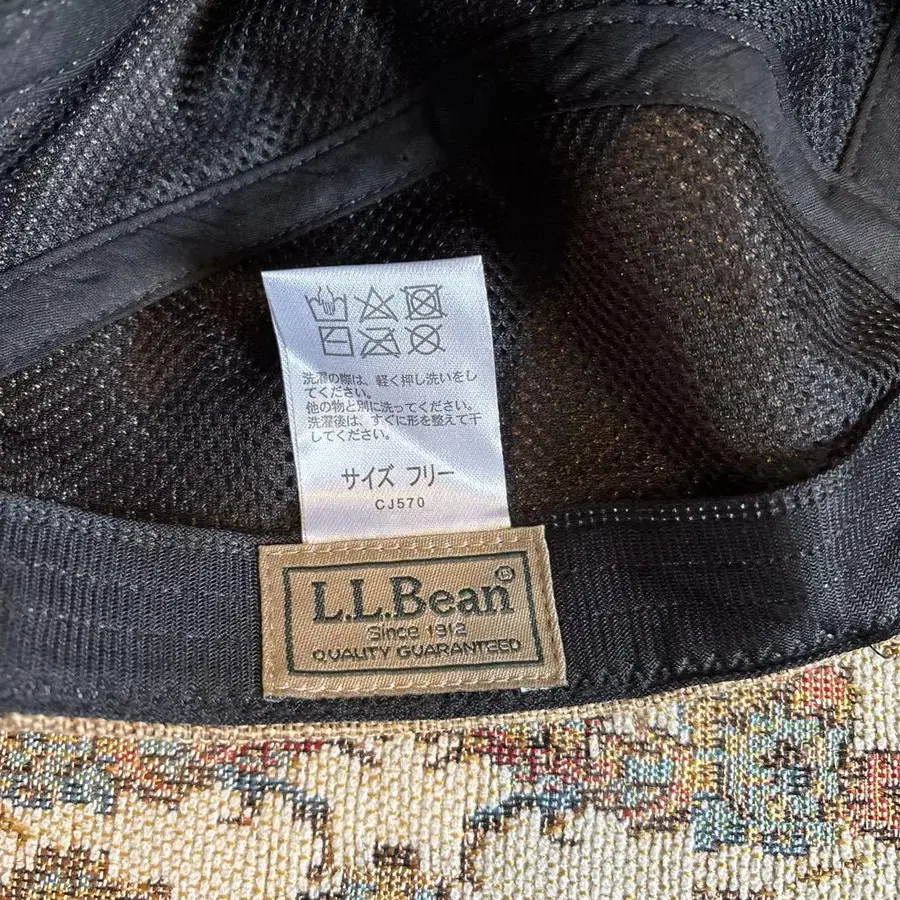 洗濯の際は、軽く押し洗いをし
てください。
他の物と別に洗ってください。
洗濯後は、すぐに形を整えて干
してください。
サイズ フリー
CJ570
L.L.Bean®
Since 1912
QUALITY GUARANTEED